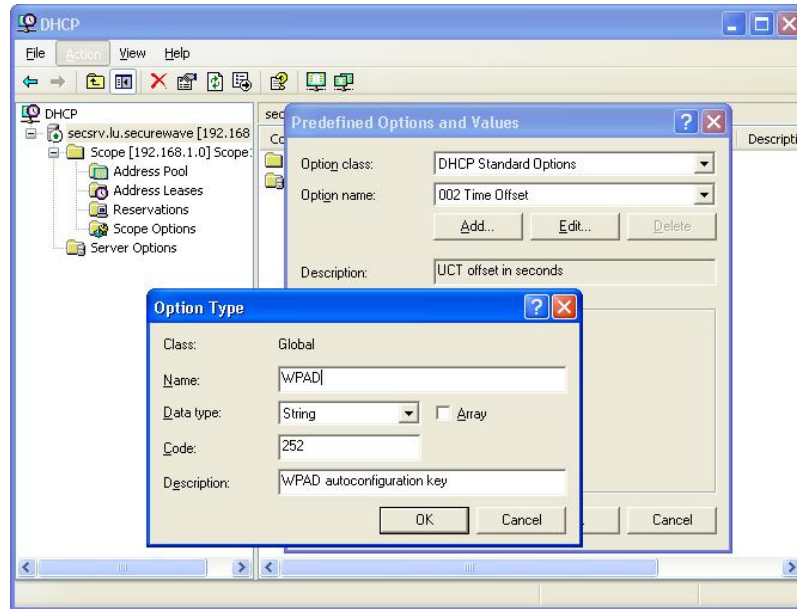 DHCP
File Action View Help
DHCP
secsrv.lu.securewave [192.168
Scope [192.168.1.0] Scope:
Address Pool
Address Leases
Reservations
Scope Options
Server Options
sec
Co
Descripti
Predefined Options and Values
Option class: DHCP Standard Options
Option name: 002 Time Offset
Add... Edit... Delete
Description: UCT offset in seconds
Cancel
Option Type
Class: Global
Name: WPAD
Data type: String Array
Code: 252
Description: WPAD autoconfiguration key
OK Cancel